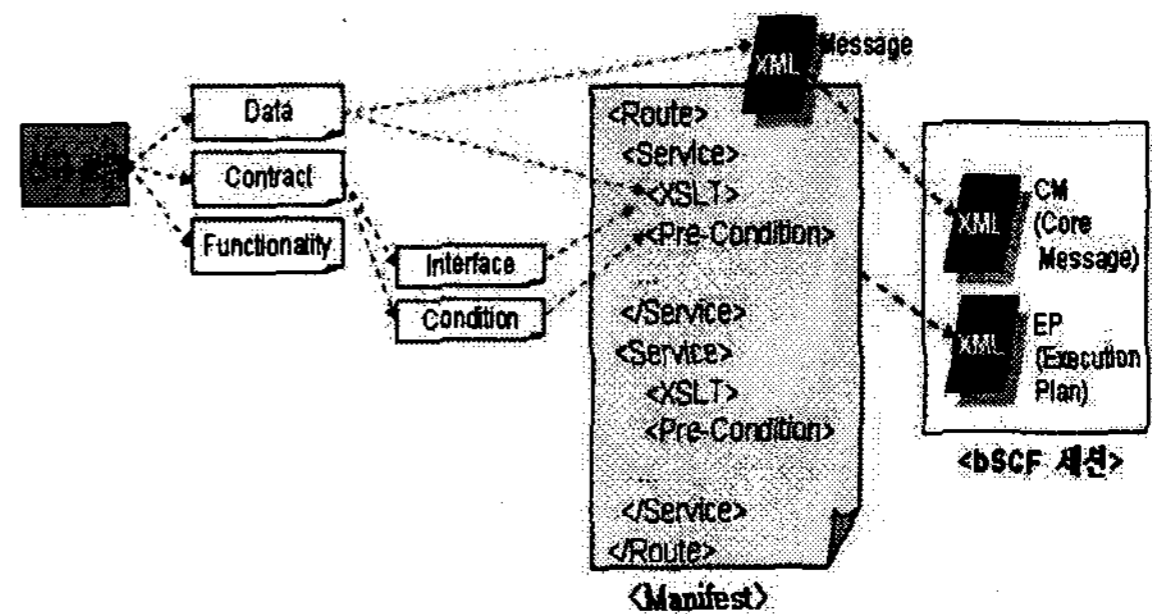 Data
Contract
Functionality
Interface
Condition
XML
Message
<Route>
<Service>
<XSLT>
<Pre-Condition>
...
</Service>
<Service>
<XSLT>
<Pre-Condition>
...
</Service>
</Route>
<Manifest>
XML
CM
(Core
Message)
XML
EP
(Execution
Plan)
<bSCF 세션>